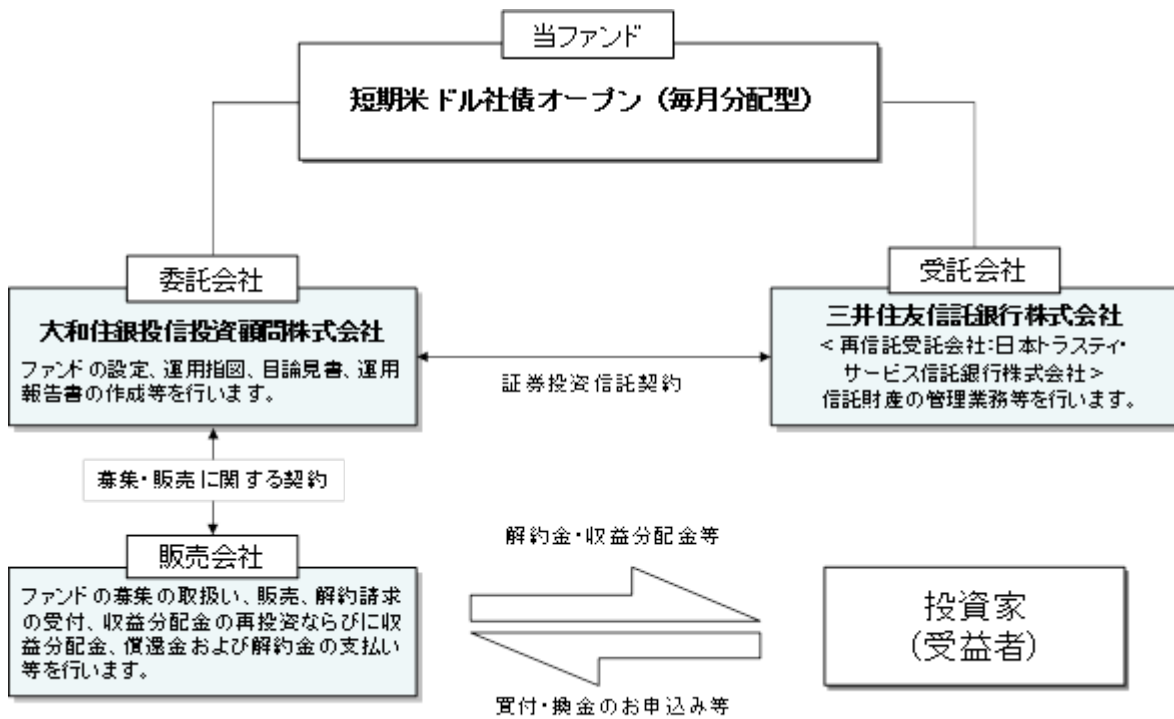 当ファンド
短期米ドル社債オープン（毎月分配型）
委託会社
大和住銀投信投資顧問株式会社
ファンドの設定、運用指図、目論見書、運用
報告書の作成等を行います。
証券投資信託契約
受託会社
三井住友信託銀行株式会社
＜再信託受託会社：日本トラスティ・
サービス信託銀行株式会社＞
信託財産の管理業務等を行います。
募集・販売に関する契約
販売会社
ファンドの募集の取扱い、販売、解約請求
の受付、収益分配金の再投資ならびに収
益分配金、償還金および解約金の支払い
等を行います。
解約金・収益分配金等
買付・換金のお申込み等
投資家
（受益者）